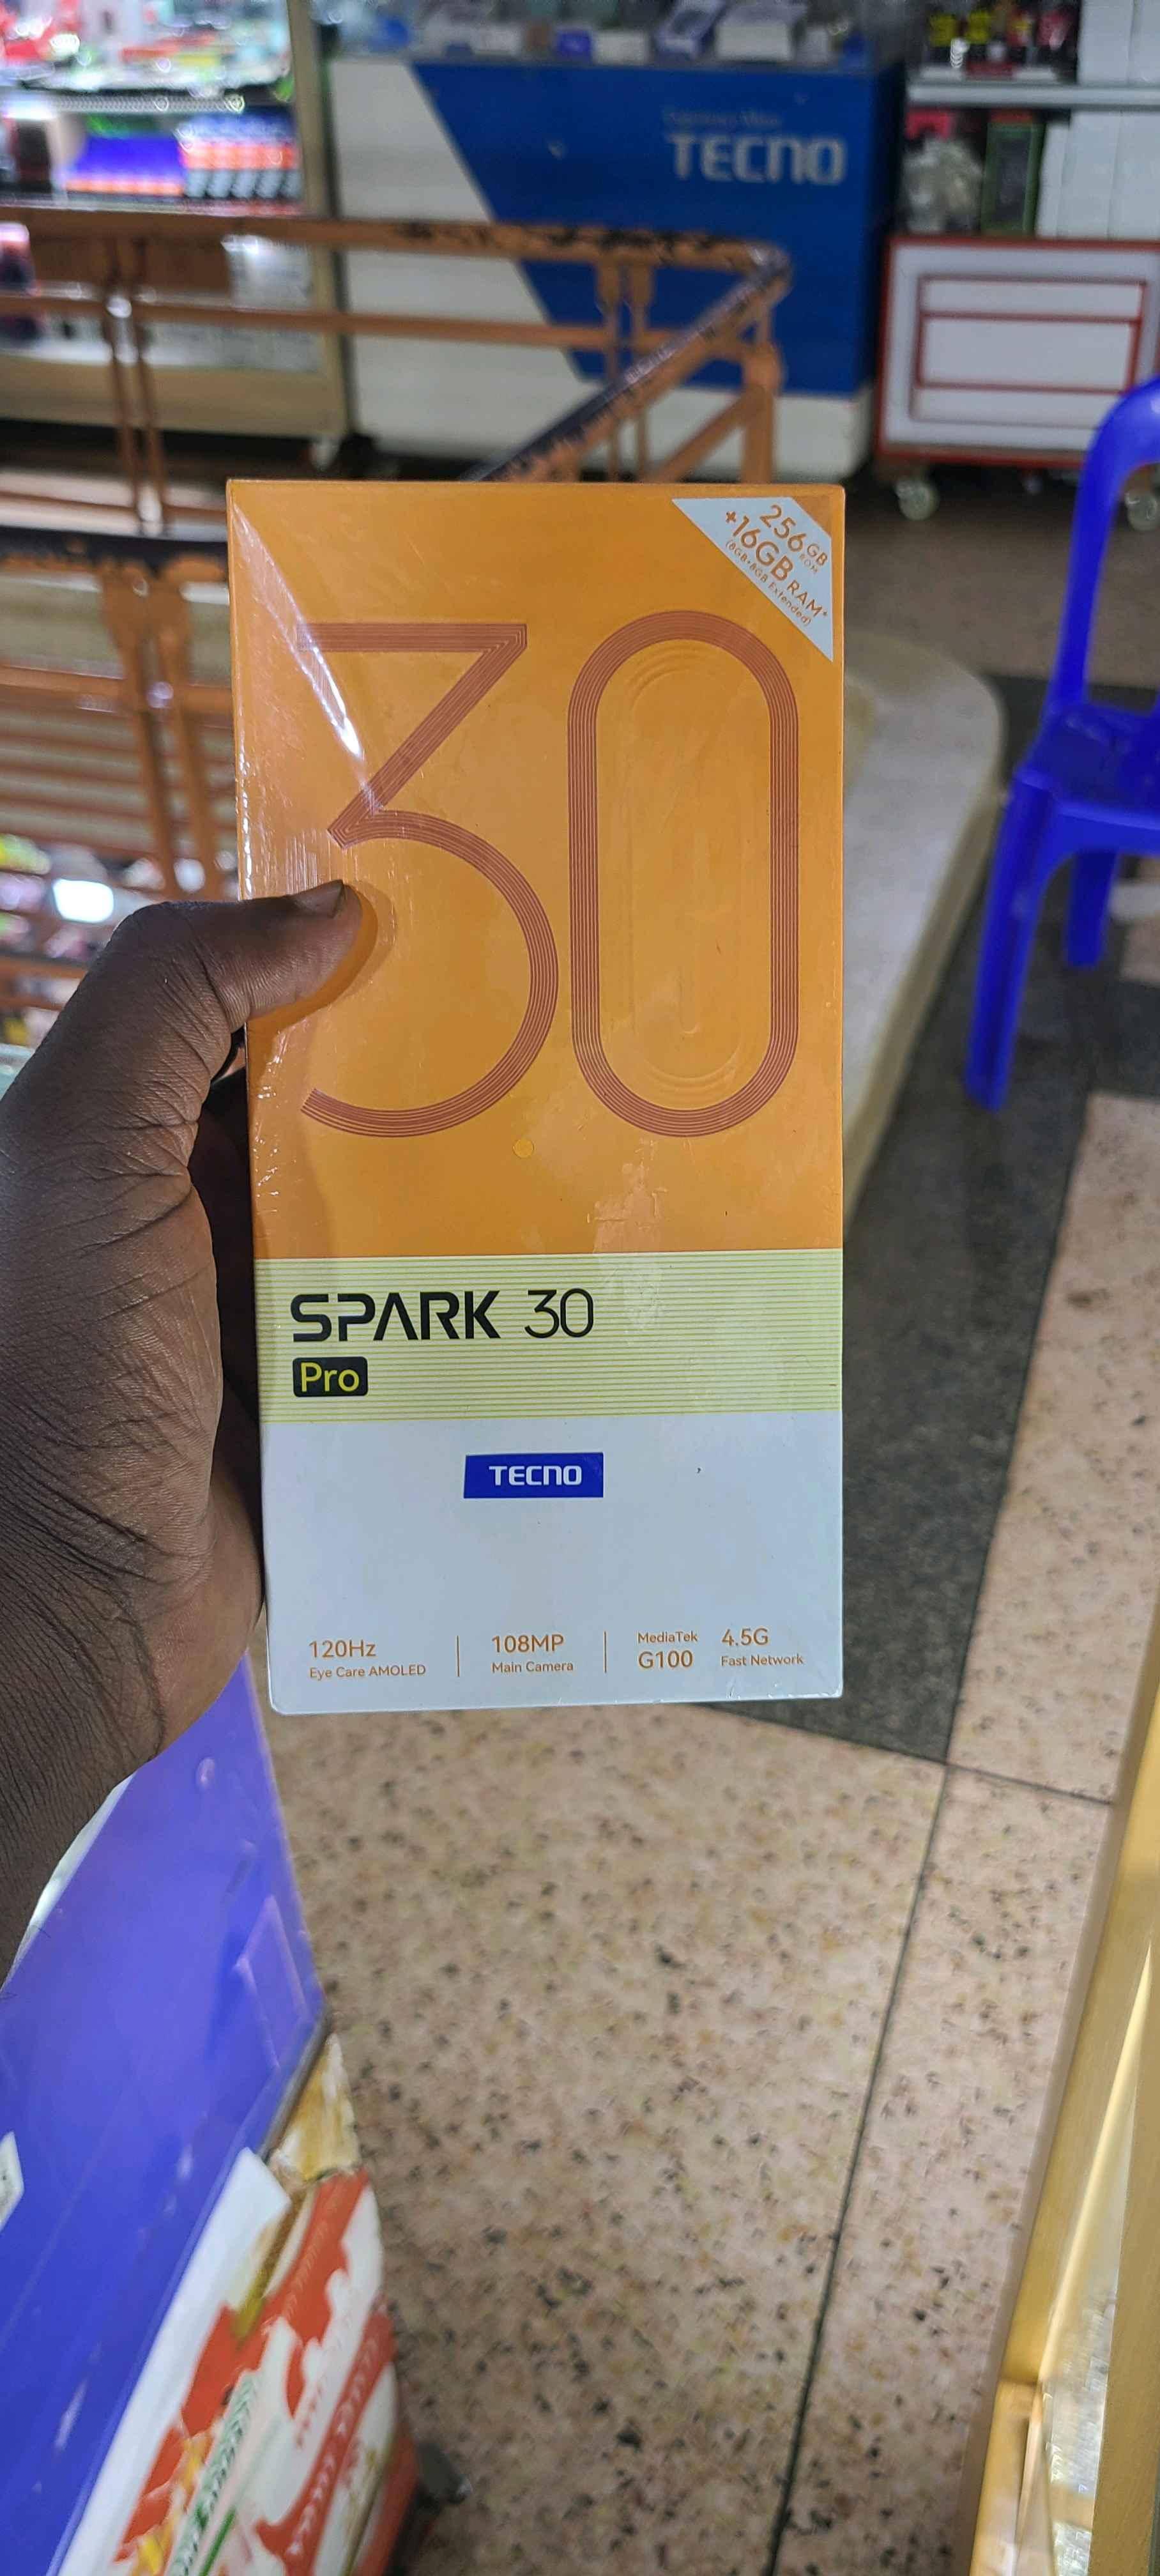 TECNO
256GB
ROM
+16GB RAM*
(8GB+8GB Extended)
30
SPARK 30
Pro
TECNO
120Hz
Eye Care AMOLED
108MP
Main Camera
MediaTek
G100
4.5G
Fast Network